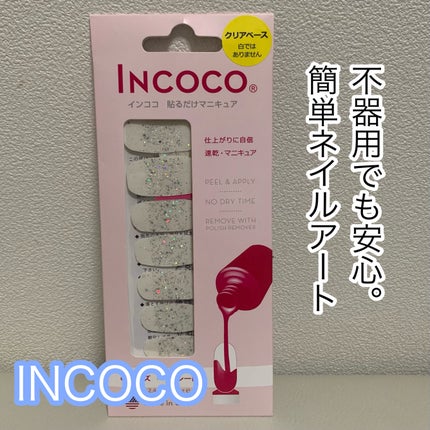 クリアベース
白では
ありません
INCOCO®
インココ 貼るだけマニキュア
仕上がりに自信
速乾・マニキュア
PEEL & APPLY
NO DRY TIME
REMOVE WITH
POLISH REMOVER
不器用でも安心。
簡単ネイルアート
INCOCO